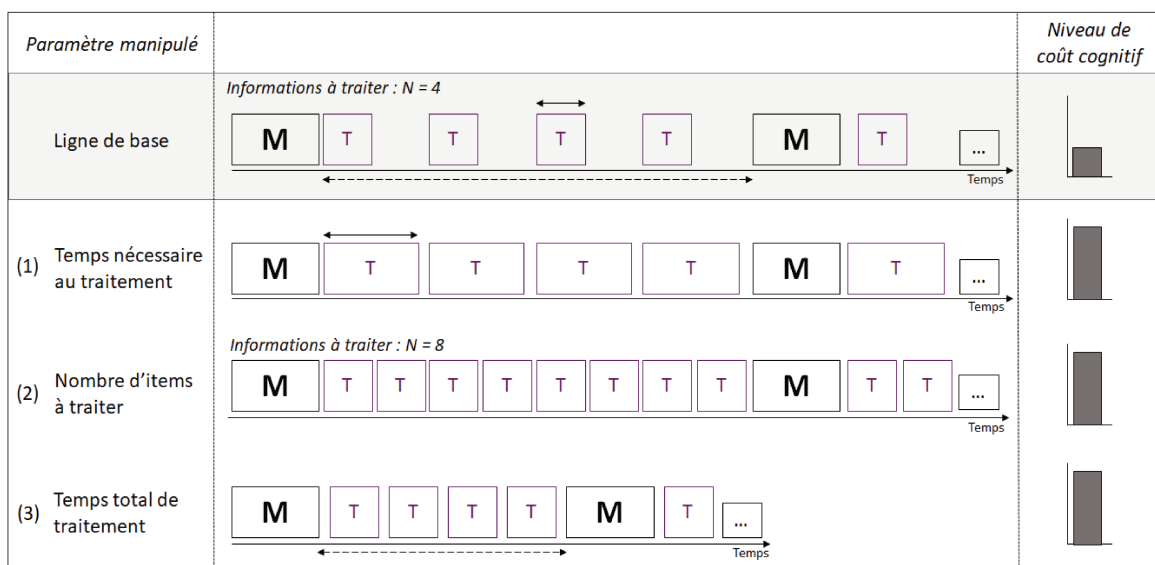 Paramètre manipulé
Niveau de
coût cognitif
Informations à traiter : N = 4
Ligne de base
M T T T T M T ...
Temps
(1) Temps nécessaire
au traitement
M T T T T M T ...
Temps
Informations à traiter : N = 8
(2) Nombre d'items
à traiter
M T T T T T T T T M T T ...
Temps
(3) Temps total de
traitement
M T T T T M T ...
Temps